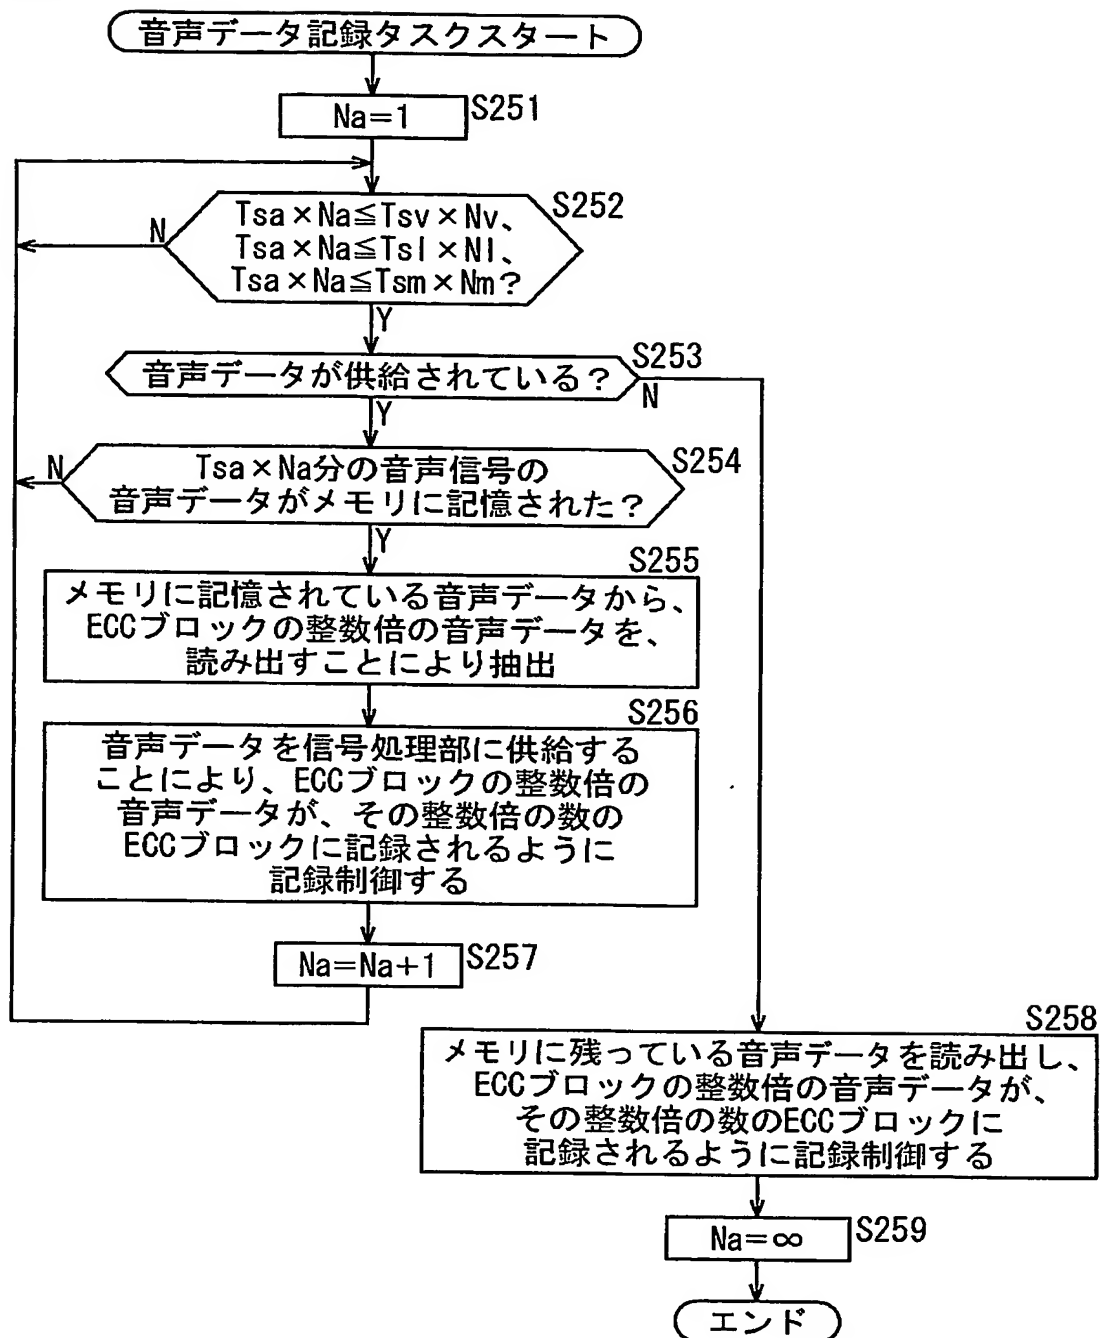 音声データ記録タスクスタート
Na=1
S251
S252
Tsa×Na≦Tsv×Nv、
Tsa×Na≦Tsl×Nl、
Tsa×Na≦Tsm×Nm?
N
Y
S253
音声データが供給されている?
N
Y
S254
Tsa×Na分の音声信号の
音声データがメモリに記憶された?
N
Y
S255
メモリに記憶されている音声データから、
ECCブロックの整数倍の音声データを、
読み出すことにより抽出
S256
音声データを信号処理部に供給する
ことにより、ECCブロックの整数倍の
音声データが、その整数倍の数の
ECCブロックに記録されるように
記録制御する
Na=Na+1
S257
S258
メモリに残っている音声データを読み出し、
ECCブロックの整数倍の音声データが、
その整数倍の数のECCブロックに
記録されるように記録制御する
Na=∞
S259
エンド